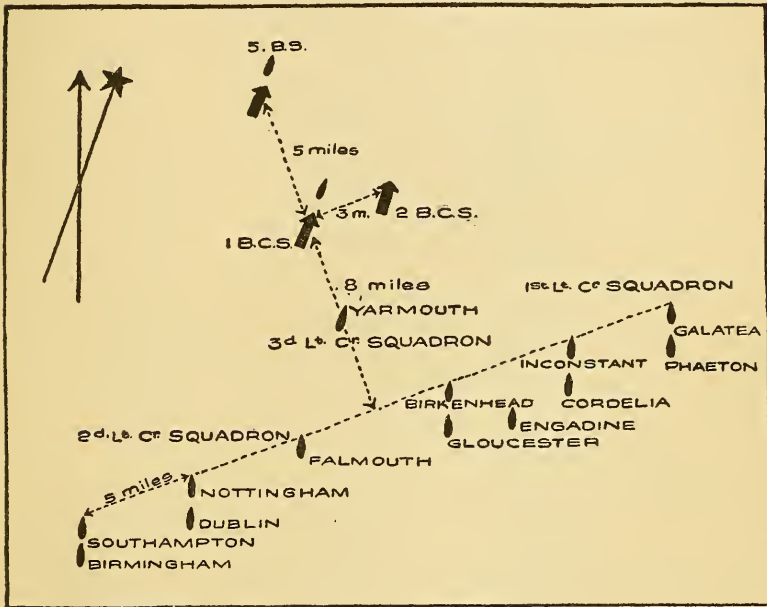 5. B.S.
5 miles
3 m.
2 B.C.S.
1 B.C.S.
8 miles
1st Lt. Cr SQUADRON
YARMOUTH
3d Lt. Cr. SQUADRON
GALATEA
INCONSTANT
PHAETON
BIRKENHEAD
CORDELIA
ENGADINE
2d. Lt. Cr SQUADRON
GLOUCESTER
FALMOUTH
5 miles
NOTTINGHAM
DUBLIN
SOUTHAMPTON
BIRMINGHAM